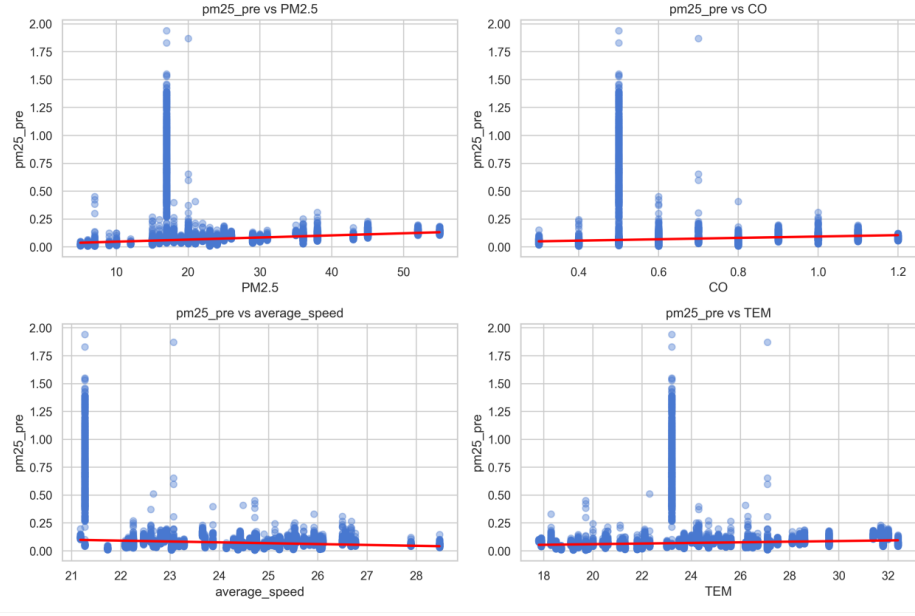 pm25_pre vs PM2.5
2.00
1.75
1.50
1.25
1.00
0.75
0.50
0.25
0.00
pm25_pre
10 20 30 40 50
PM2.5
pm25_pre vs CO
2.00
1.75
1.50
1.25
1.00
0.75
0.50
0.25
0.00
pm25_pre
0.4 0.6 0.8 1.0 1.2
CO
pm25_pre vs average_speed
2.00
1.75
1.50
1.25
1.00
0.75
0.50
0.25
0.00
pm25_pre
21 22 23 24 25 26 27 28
average_speed
pm25_pre vs TEM
2.00
1.75
1.50
1.25
1.00
0.75
0.50
0.25
0.00
pm25_pre
18 20 22 24 26 28 30 32
TEM